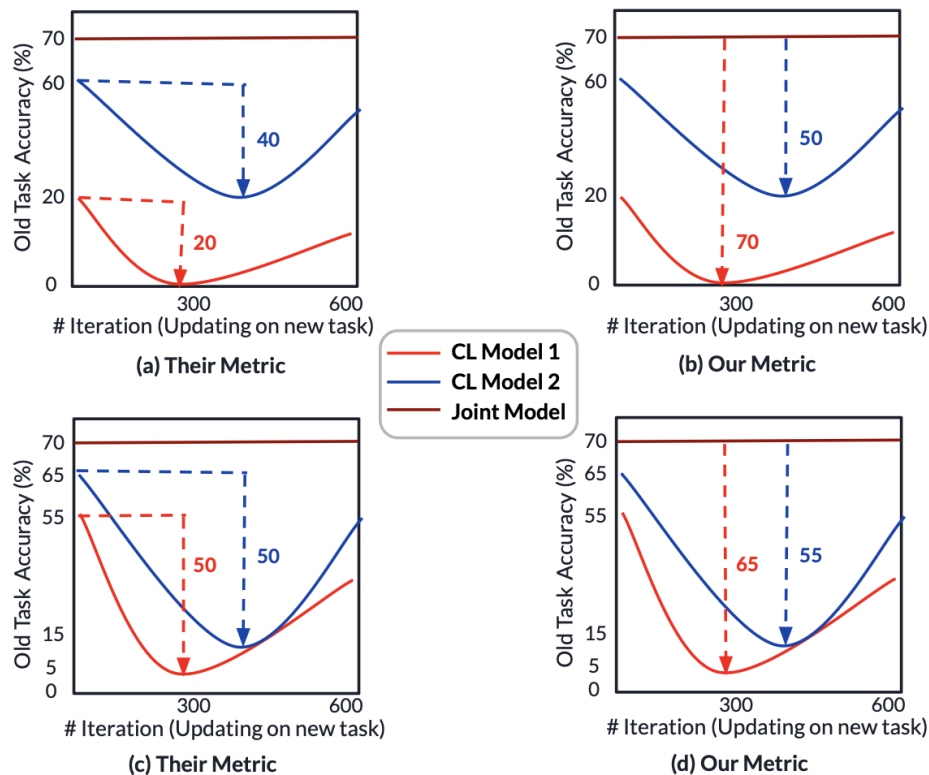 Old Task Accuracy (%)
70
60
20
0
40
20
300
600
# Iteration (Updating on new task)
(a) Their Metric
Old Task Accuracy (%)
70
60
20
0
50
70
300
600
# Iteration (Updating on new task)
(b) Our Metric
CL Model 1
CL Model 2
Joint Model
Old Task Accuracy (%)
70
65
55
15
5
0
50
50
300
600
# Iteration (Updating on new task)
(c) Their Metric
Old Task Accuracy (%)
70
65
55
15
5
0
65
55
300
600
# Iteration (Updating on new task)
(d) Our Metric